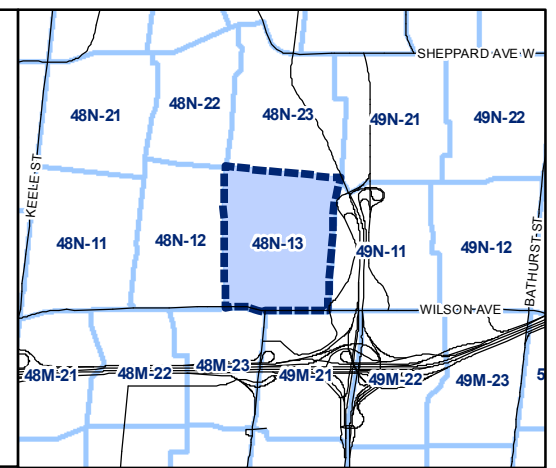 SHEPPARD AVE W
48N-21
48N-22
48N-23
49N-21
49N-22
KEELE ST
48N-11
48N-12
48N-13
49N-11
49N-12
BATHURST ST
WILSON AVE
48M-21
48M-22
48M-23
49M-21
49M-22
49M-23
5